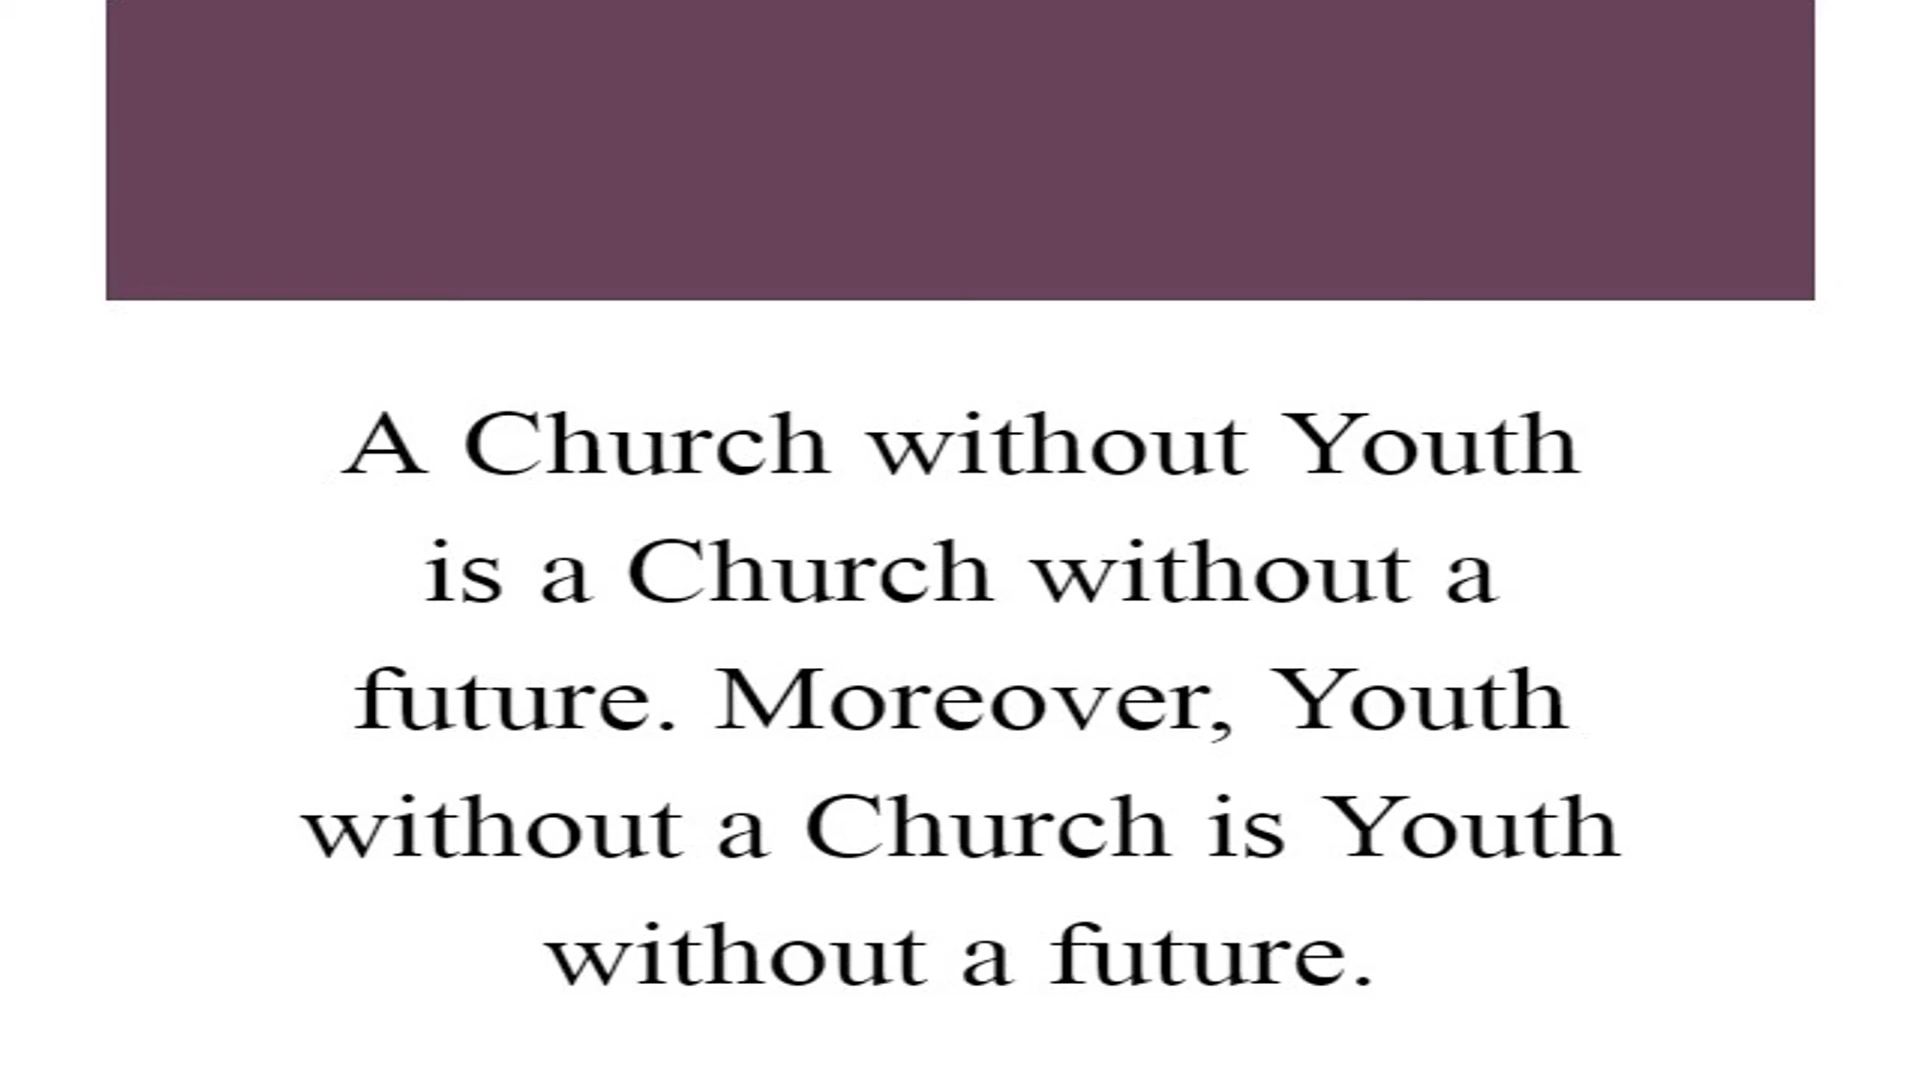 A Church without Youth
is a Church without a
future. Moreover, Youth
without a Church is Youth
without a future.